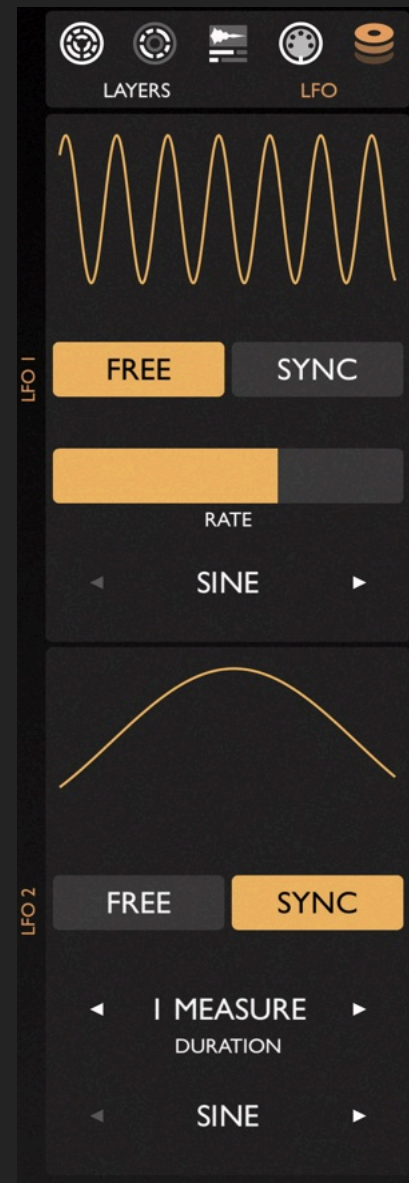 LAYERS LFO
LFO 1
FREE SYNC
RATE
SINE
LFO 2
FREE SYNC
1 MEASURE
DURATION
SINE